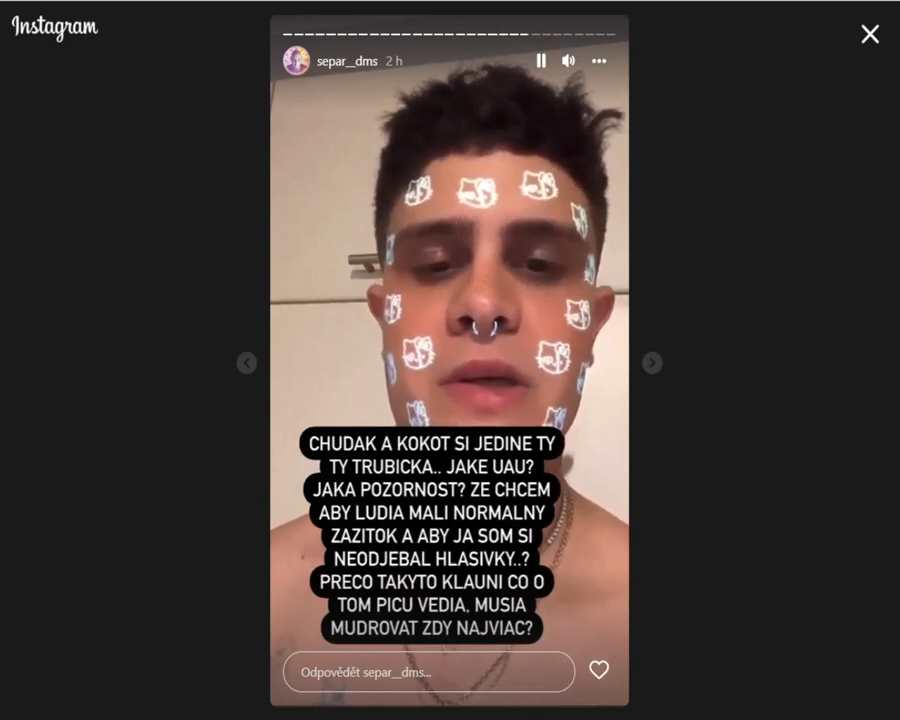 Instagram
separ__dms 2 h
CHUDAK A KOKOT SI JEDINE TY
TY TRUBICKA.. JAKE UAU?
JAKA POZORNOST? ZE CHCEM
ABY LUDIA MALI NORMALNY
ZAZITOK A ABY JA SOM SI
NEODJEBAL HLASIVKY..?
PRECO TAKYTO KLAUNI CO O
TOM PICU VEDIA, MUSIA
MUDROVAT ZDY NAJVIAC?
Odpovědět separ__dms...